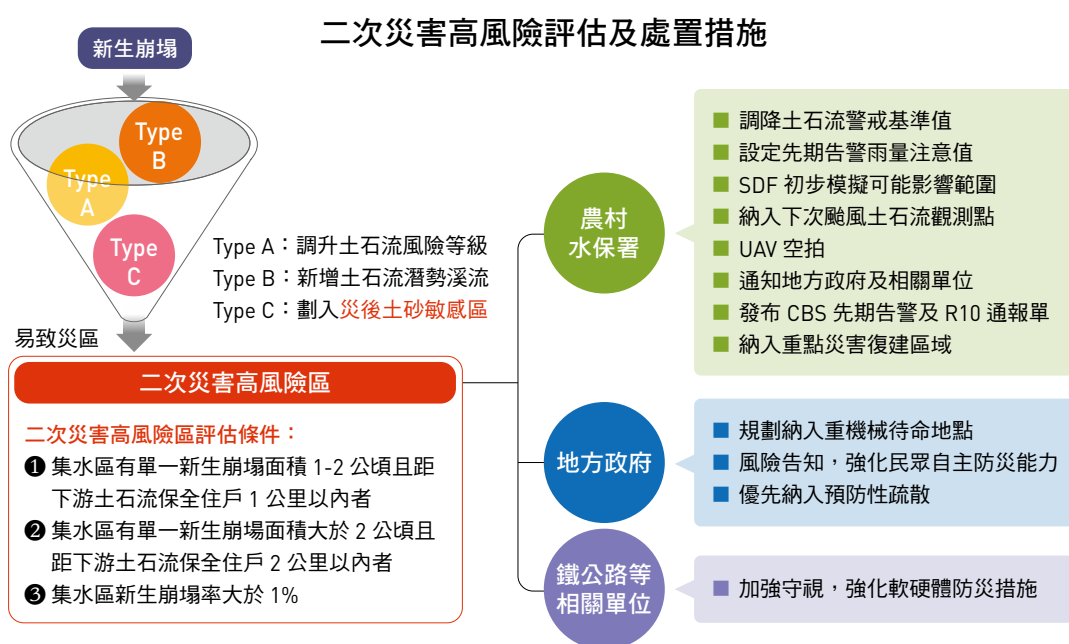 二次災害高風險評估及處置措施
新生崩塌
Type
B
Type
A
Type
C
Type A：調升土石流風險等級
Type B：新增土石流潛勢溪流
Type C：劃入災後土砂敏感區
易致災區
二次災害高風險區
二次災害高風險區評估條件：
❶ 集水區有單一新生崩塌面積 1-2 公頃且距
下游土石流保全住戶 1 公里以內者
❷ 集水區有單一新生崩場面積大於 2 公頃且
距下游土石流保全住戶 2 公里以內者
❸ 集水區新生崩塌率大於 1%
農村
水保署
■ 調降土石流警戒基準值
■ 設定先期告警雨量注意值
■ SDF 初步模擬可能影響範圍
■ 納入下次颱風土石流觀測點
■ UAV 空拍
■ 通知地方政府及相關單位
■ 發布 CBS 先期告警及 R10 通報單
■ 納入重點災害復建區域
地方政府
■ 規劃納入重機械待命地點
■ 風險告知，強化民眾自主防災能力
■ 優先納入預防性疏散
鐵公路等
相關單位
■ 加強守視，強化軟硬體防災措施